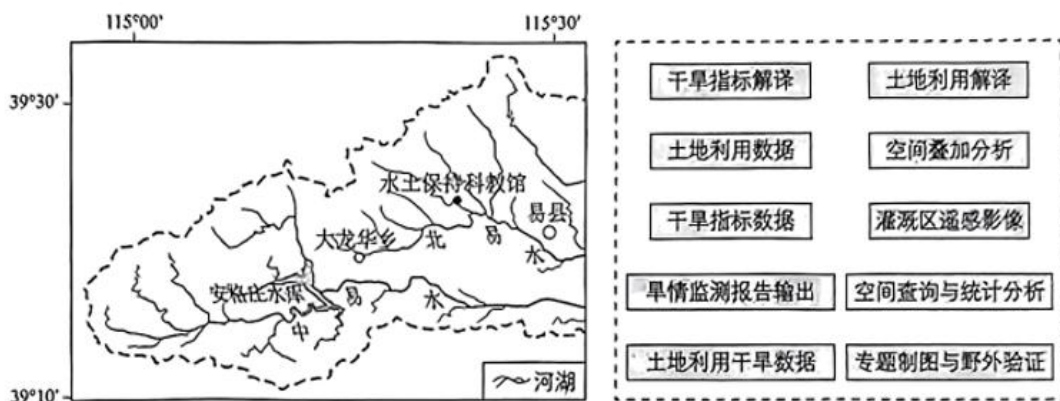 115°00′ 115°30′
39°30′
39°10′
水土保持科教馆
易县
大龙华乡
北 易 水
安格庄水库
中 易 水
河湖
干旱指标解译 土地利用解译
土地利用数据 空间叠加分析
干旱指标数据 灌溉区遥感影像
旱情监测报告输出 空间查询与统计分析
土地利用干旱数据 专题制图与野外验证